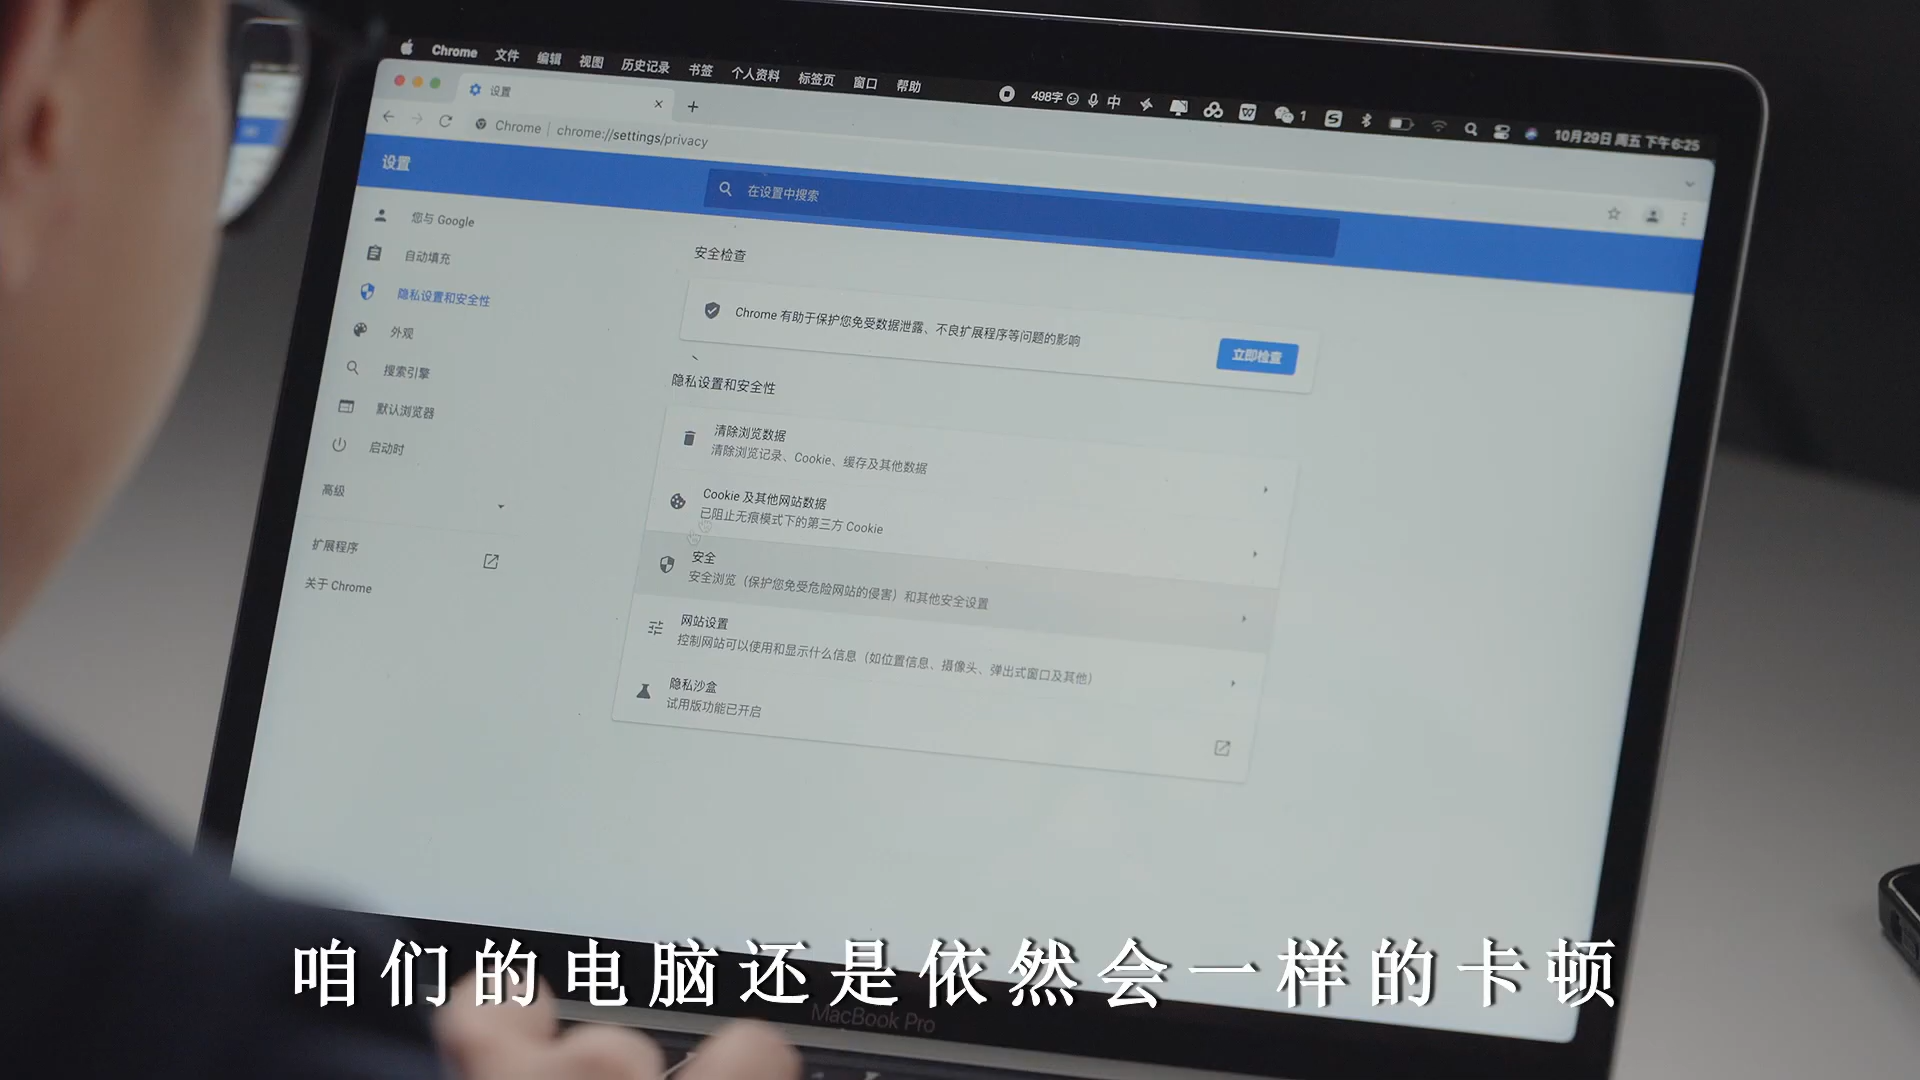 Chrome 文件 编辑 视图 历史记录 书签 个人资料 标签页 窗口 帮助 498字 中 1 10月29日 周五 下午6:25
设置
Chrome | chrome://settings/privacy
设置
在设置中搜索
您与 Google
自动填充
隐私设置和安全性
外观
搜索引擎
默认浏览器
启动时
高级
扩展程序
关于 Chrome
安全检查
Chrome 有助于保护您免受数据泄露、不良扩展程序等问题的影响
立即检查
隐私设置和安全性
清除浏览数据
清除浏览记录、Cookie、缓存及其他数据
Cookie 及其他网站数据
已阻止无痕模式下的第三方 Cookie
安全
安全浏览（保护您免受危险网站的侵害）和其他安全设置
网站设置
控制网站可以使用和显示什么信息（如位置信息、摄像头、弹出式窗口及其他）
隐私沙盒
试用版功能已开启
咱们的电脑还是依然会一样的卡顿
MacBook Pro